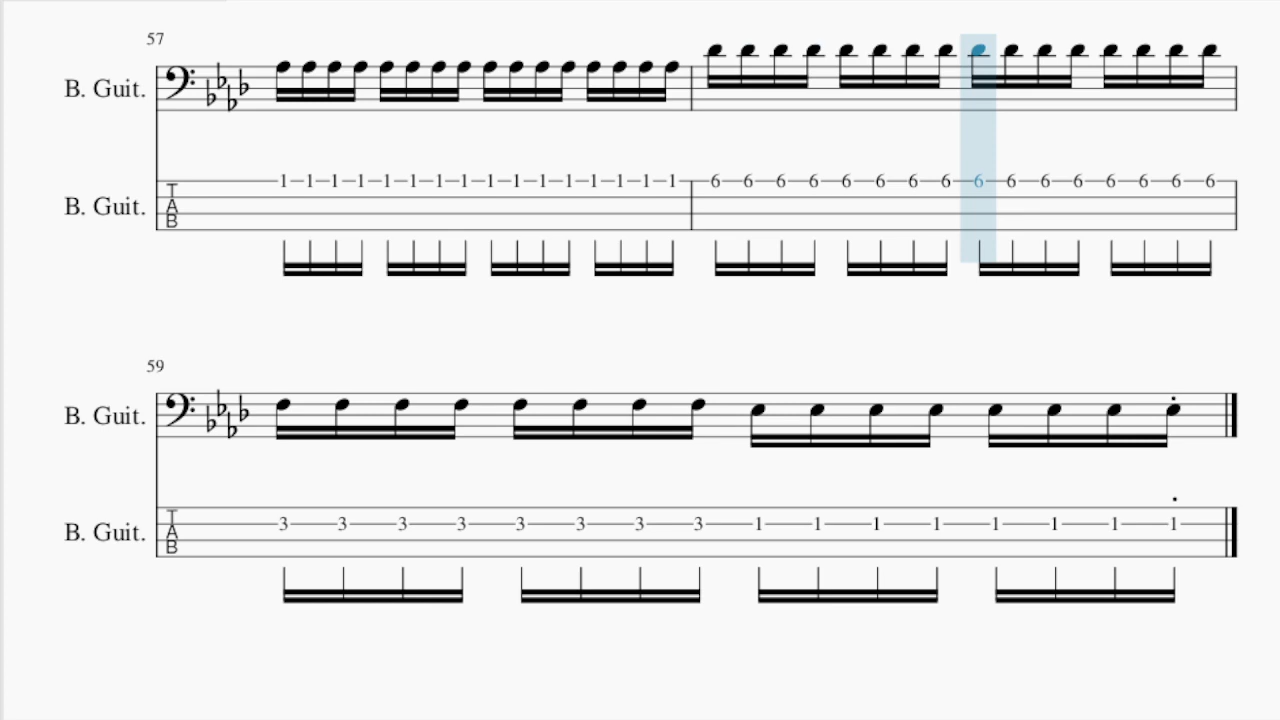 57
B. Guit.
B. Guit.
TAB
1 1 1 1 1 1 1 1 1 1 1 1 1 1 1 1 6 6 6 6 6 6 6 6 6 6 6 6 6 6 6 6
59
B. Guit.
B. Guit.
TAB
3 3 3 3 3 3 3 3 1 1 1 1 1 1 1 1